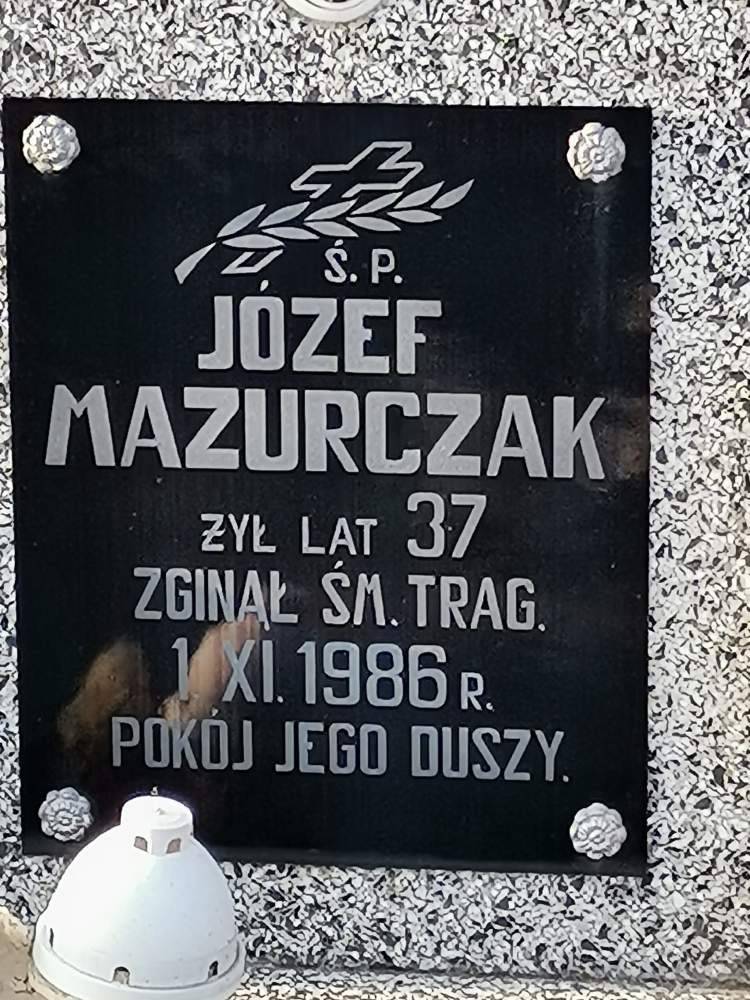 Ś. P.
JÓZEF
MAZURCZAK
ŻYŁ LAT 37
ZGINĄŁ ŚM. TRAG.
1 XI. 1986 R.
POKÓJ JEGO DUSZY.